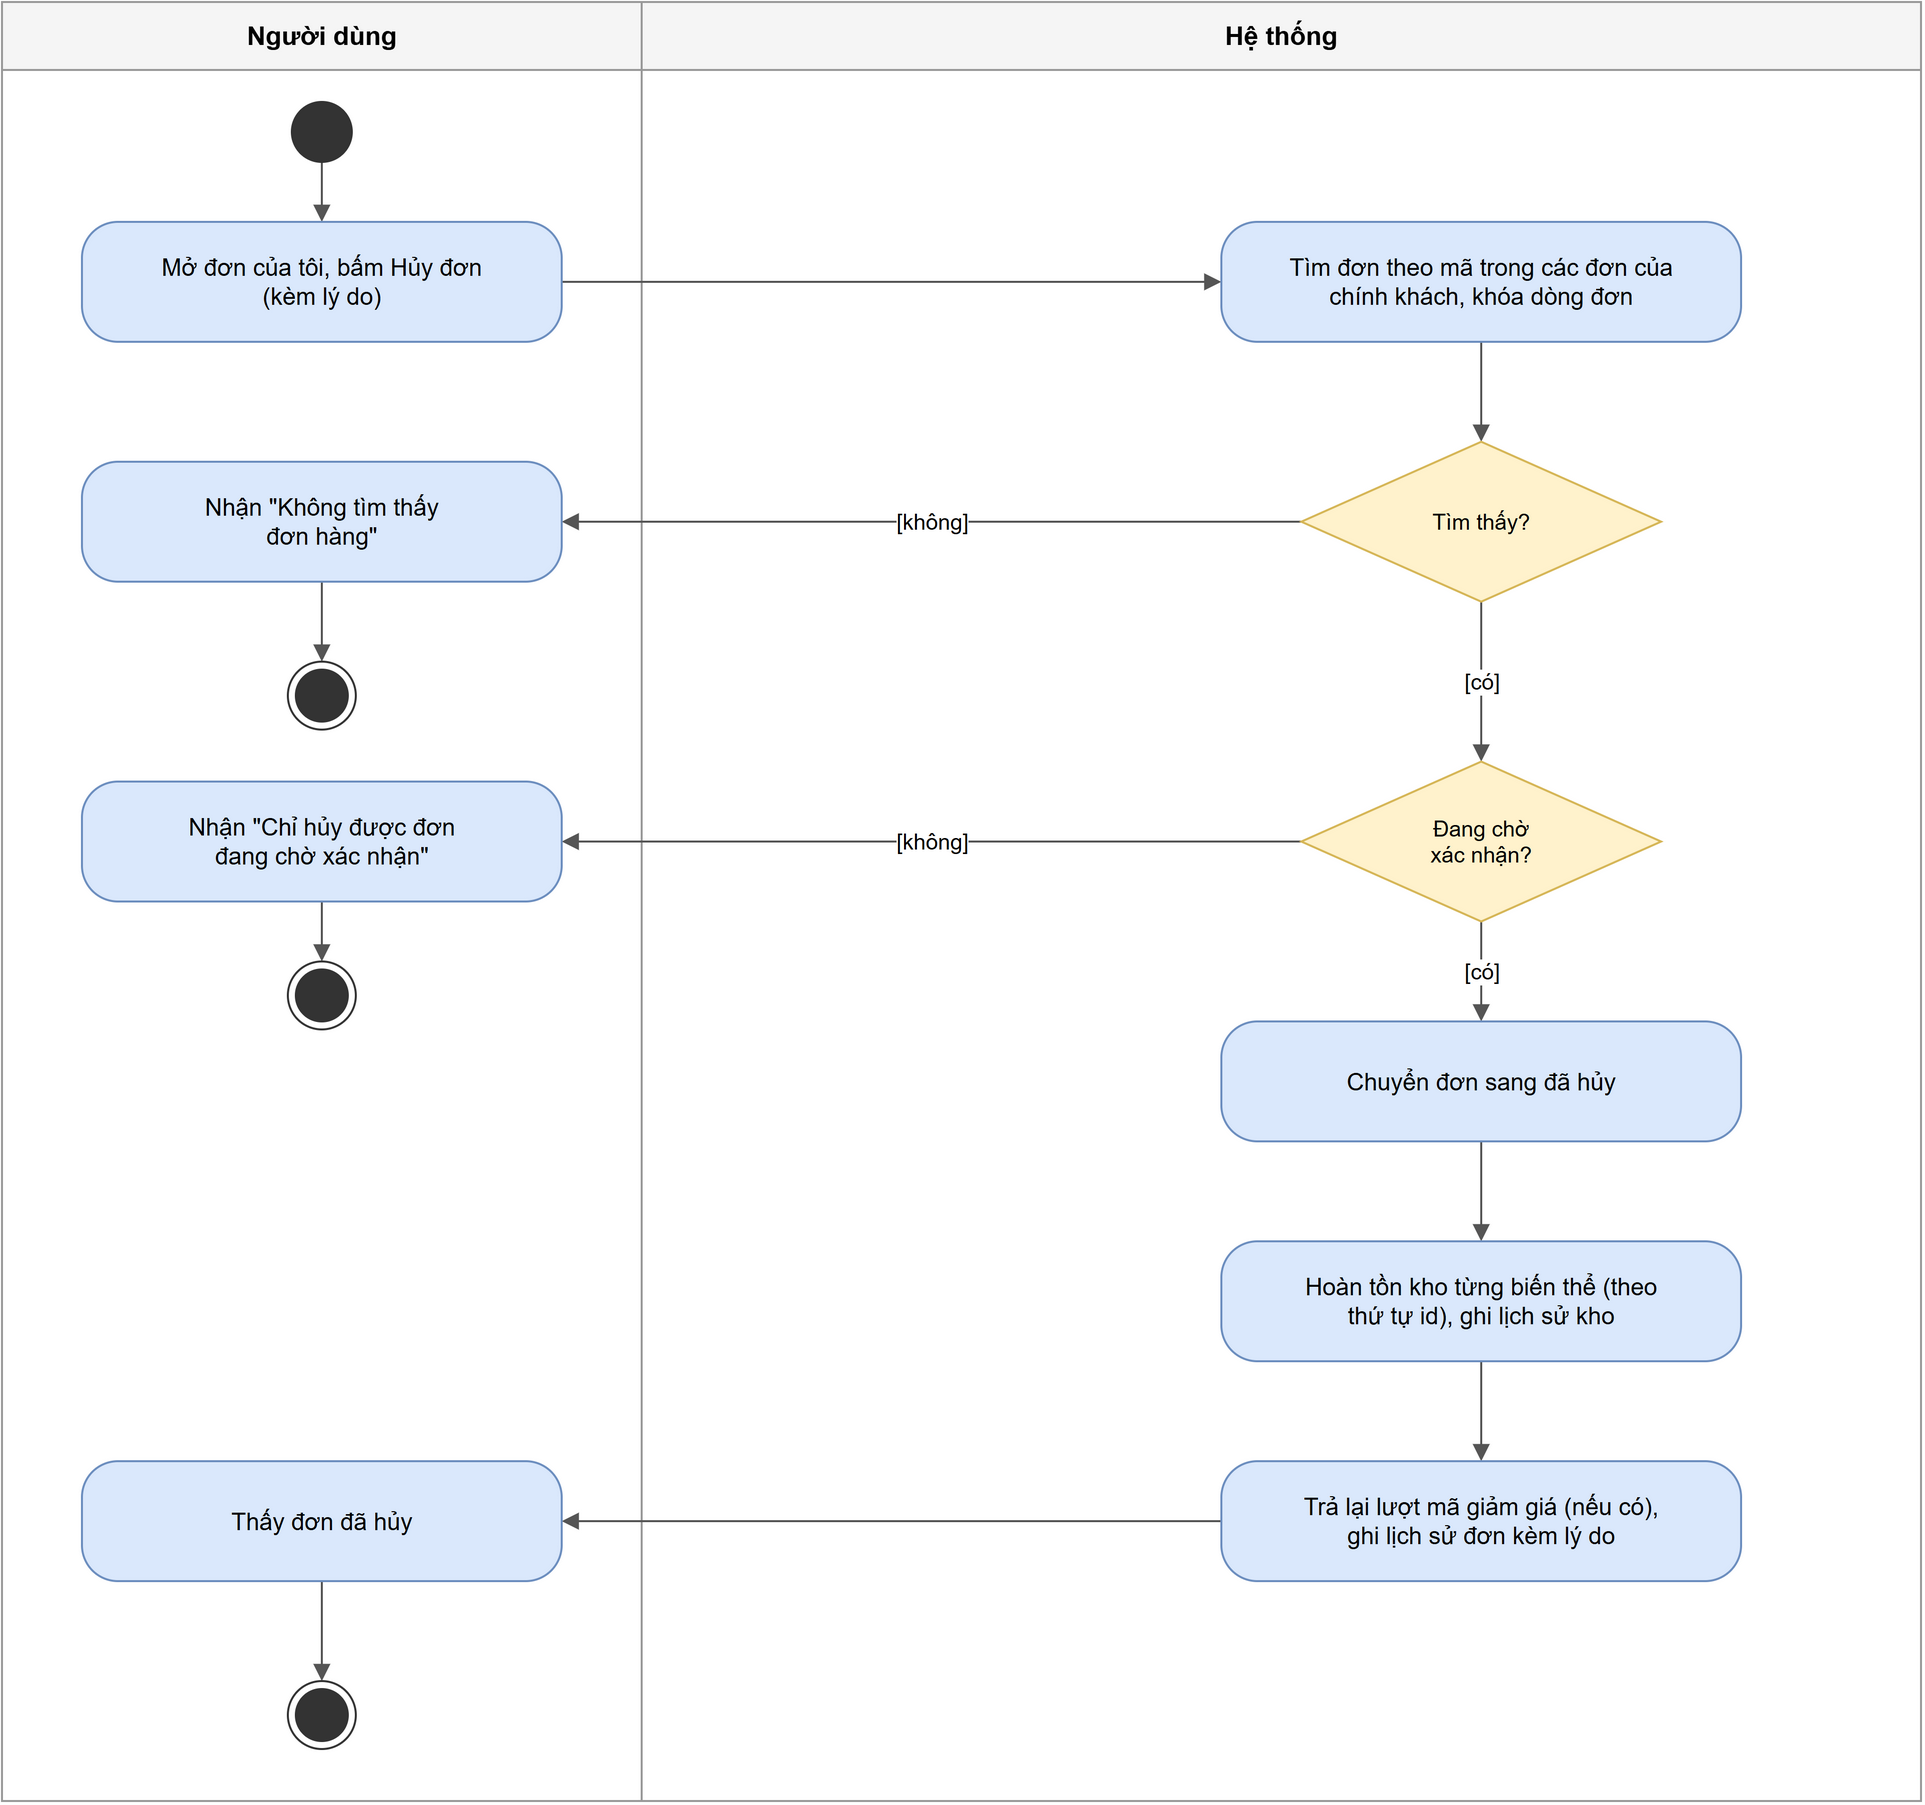 Người dùng
Hệ thống
Mở đơn của tôi, bấm Hủy đơn
(kèm lý do)
Tìm đơn theo mã trong các đơn của
chính khách, khóa dòng đơn
Nhận "Không tìm thấy
đơn hàng"
[không]
Tìm thấy?
[có]
Nhận "Chỉ hủy được đơn
đang chờ xác nhận"
[không]
Đang chờ
xác nhận?
[có]
Chuyển đơn sang đã hủy
Hoàn tồn kho từng biến thể (theo
thứ tự id), ghi lịch sử kho
Thấy đơn đã hủy
Trả lại lượt mã giảm giá (nếu có),
ghi lịch sử đơn kèm lý do